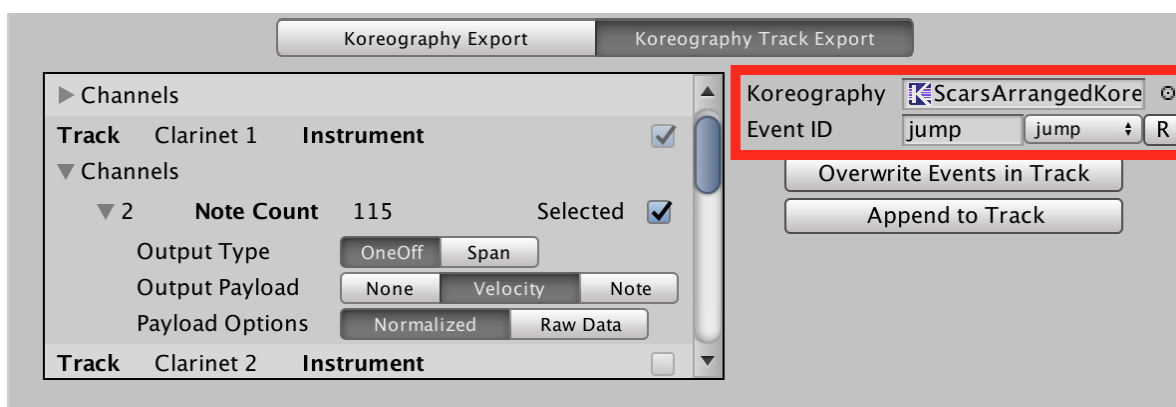 Koreography Export Koreography Track Export
Channels
Track Clarinet 1 Instrument
Channels
2 Note Count 115 Selected
Output Type OneOff Span
Output Payload None Velocity Note
Payload Options Normalized Raw Data
Track Clarinet 2 Instrument
Koreography ScarsArrangedKore
Event ID jump jump R
Overwrite Events in Track
Append to Track